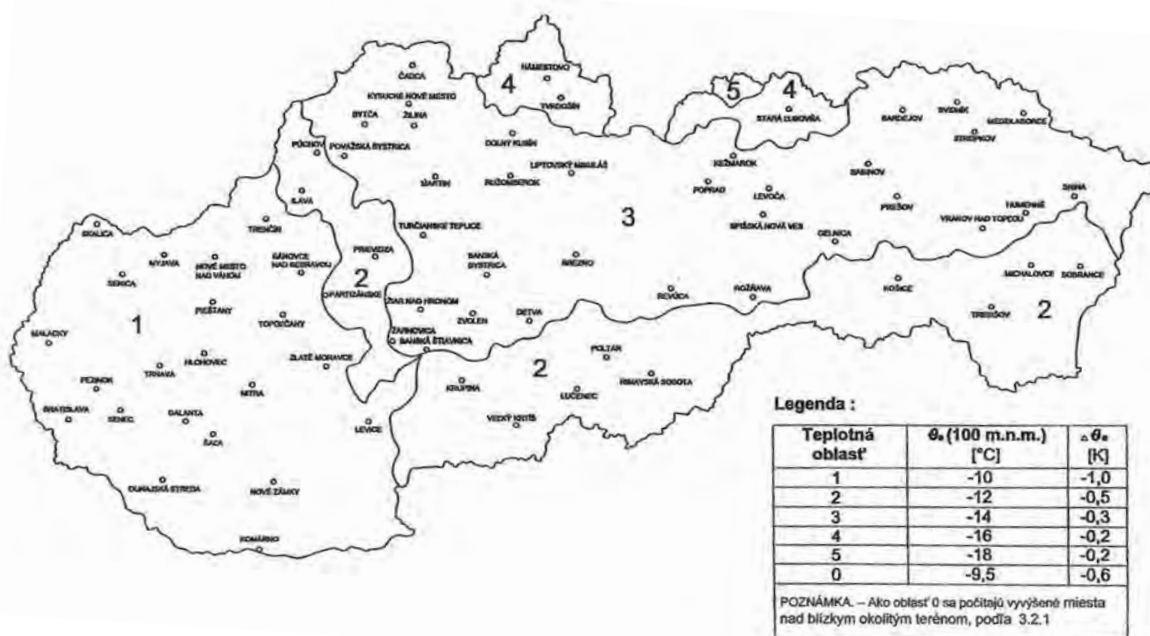 4
NÁMESTOVO
TVRDOŠÍN
ČADCA
KYSUCKÉ NOVÉ MESTO
BYTČA
ŽILINA
5
4
STARÁ ĽUBOVŇA
BARDEJOV
SVIDNÍK
STROPKOV
MEDZILABORCE
PÚCHOV
POVAŽSKÁ BYSTRICA
DOLNÝ KUBÍN
LIPTOVSKÝ MIKULÁŠ
MARTIN
RUŽOMBEROK
KEŽMAROK
POPRAD
LEVOČA
SABINOV
PREŠOV
SNINA
HUMENNÉ
VRANOV NAD TOPĽOU
ILAVA
TRENČÍN
TURČIANSKE TEPLICE
3
SPIŠSKÁ NOVÁ VES
GELNICA
SKALICA
MYJAVA
NOVÉ MESTO
NAD VÁHOM
BÁNOVCE
NAD BEBRAVOU
PRIEVIDZA
2
PARTIZÁNSKE
BANSKÁ
BYSTRICA
BREZNO
KOŠICE
MICHALOVCE
SOBRANCE
SENICA
1
PIEŠŤANY
TOPOĽČANY
ŽIAR NAD HRONOM
ZVOLEN
DETVA
REVÚCA
ROŽŇAVA
TREBIŠOV
2
MALACKY
ŽARNOVICA
BANSKÁ ŠTIAVNICA
HLOHOVEC
TRNAVA
ZLATÉ MORAVCE
POLTÁR
2
RIMAVSKÁ SOBOTA
PEZINOK
NITRA
KRUPINA
LUČENEC
BRATISLAVA
SENEC
GALANTA
ŠAĽA
LEVICE
VEĽKÝ KRTÍŠ
DUNAJSKÁ STREDA
NOVÉ ZÁMKY
KOMÁRNO
Legenda :
Teplotná θe (100 m.n.m.) △ θe
oblasť [°C] [K]
1 -10 -1,0
2 -12 -0,5
3 -14 -0,3
4 -16 -0,2
5 -18 -0,2
0 -9,5 -0,6
POZNÁMKA. – Ako oblasť 0 sa počítajú vyvýšené miesta
nad blízkym okolitým terénom, podľa 3.2.1